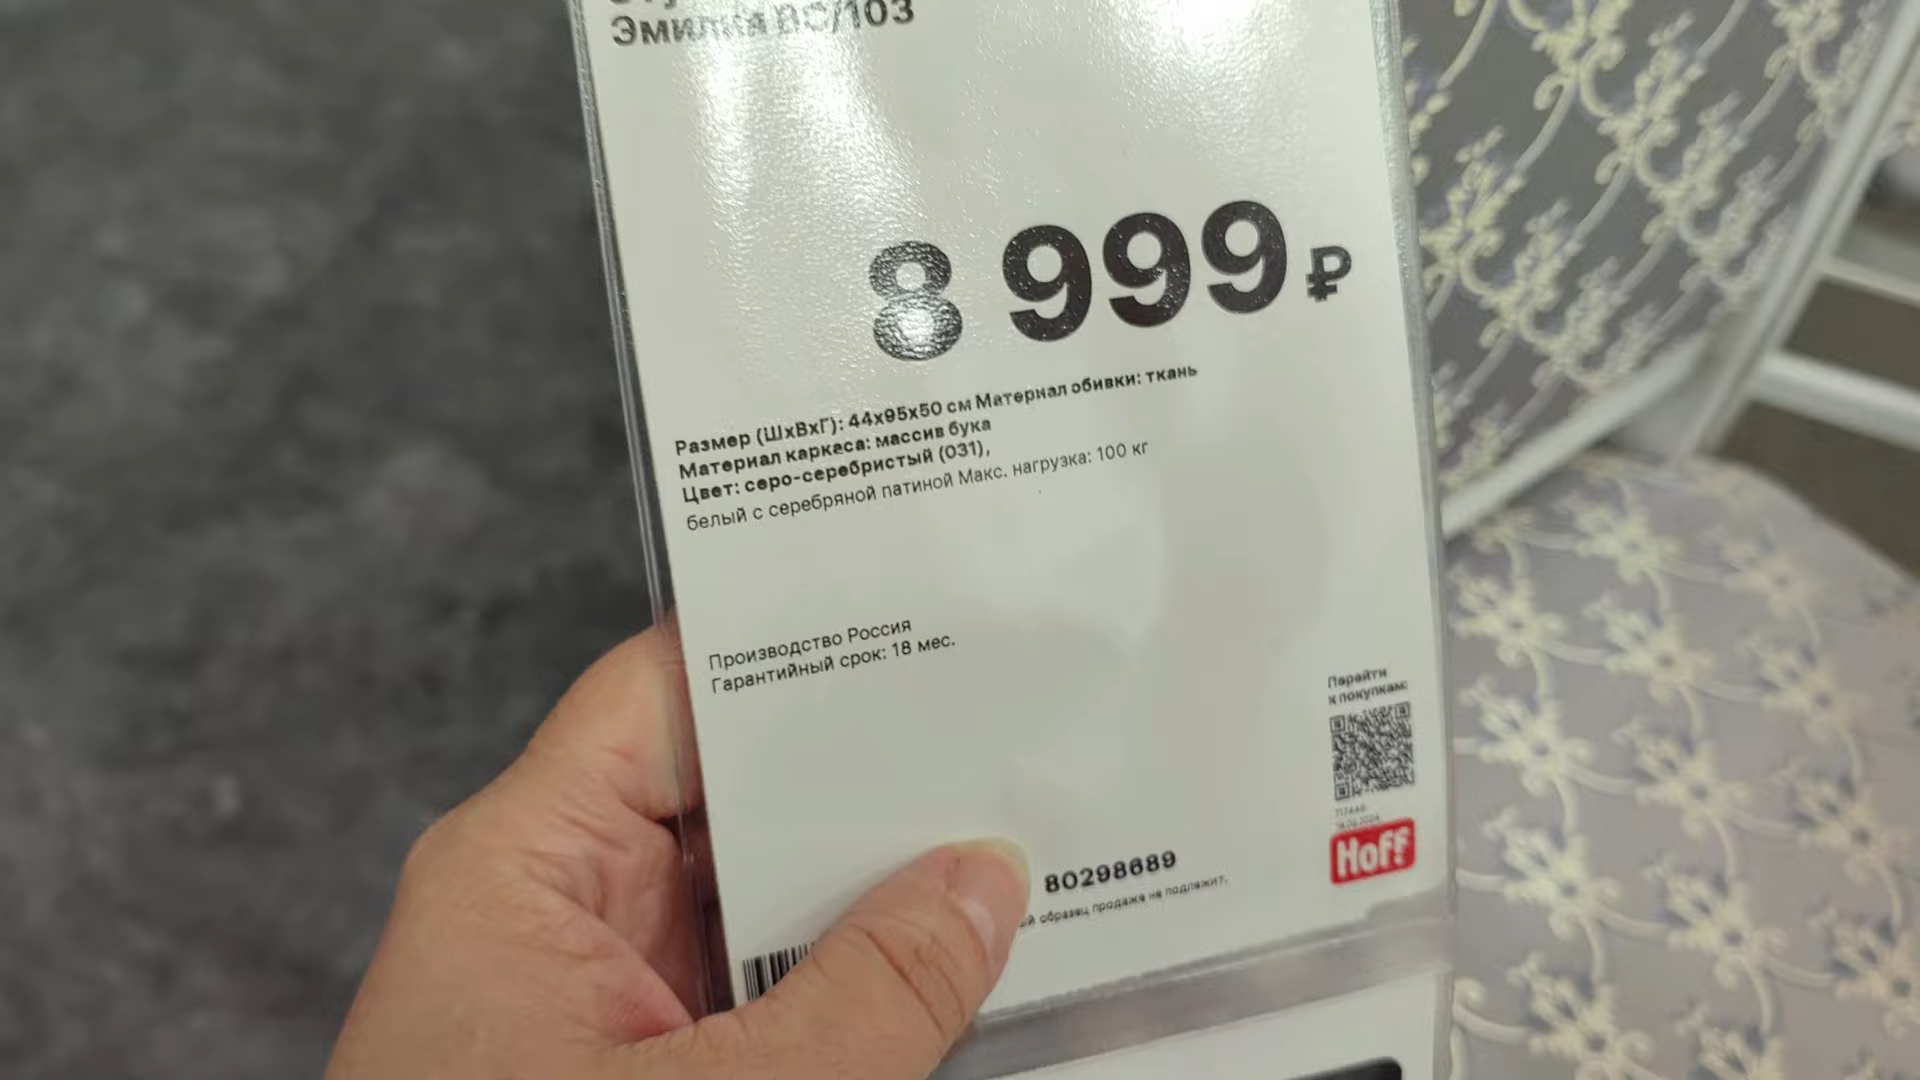 Эмилия ВС/103
8 999 ₽
Размер (ШхВхГ): 44х95х50 см Материал обивки: ткань
Материал каркаса: массив бука
Цвет: серо-серебристый (031),
белый с серебряной патиной Макс. нагрузка: 100 кг
Производство Россия
Гарантийный срок: 18 мес.
Перейти
к покупкам:
Hoff
80298689
образец продаже не подлежит.